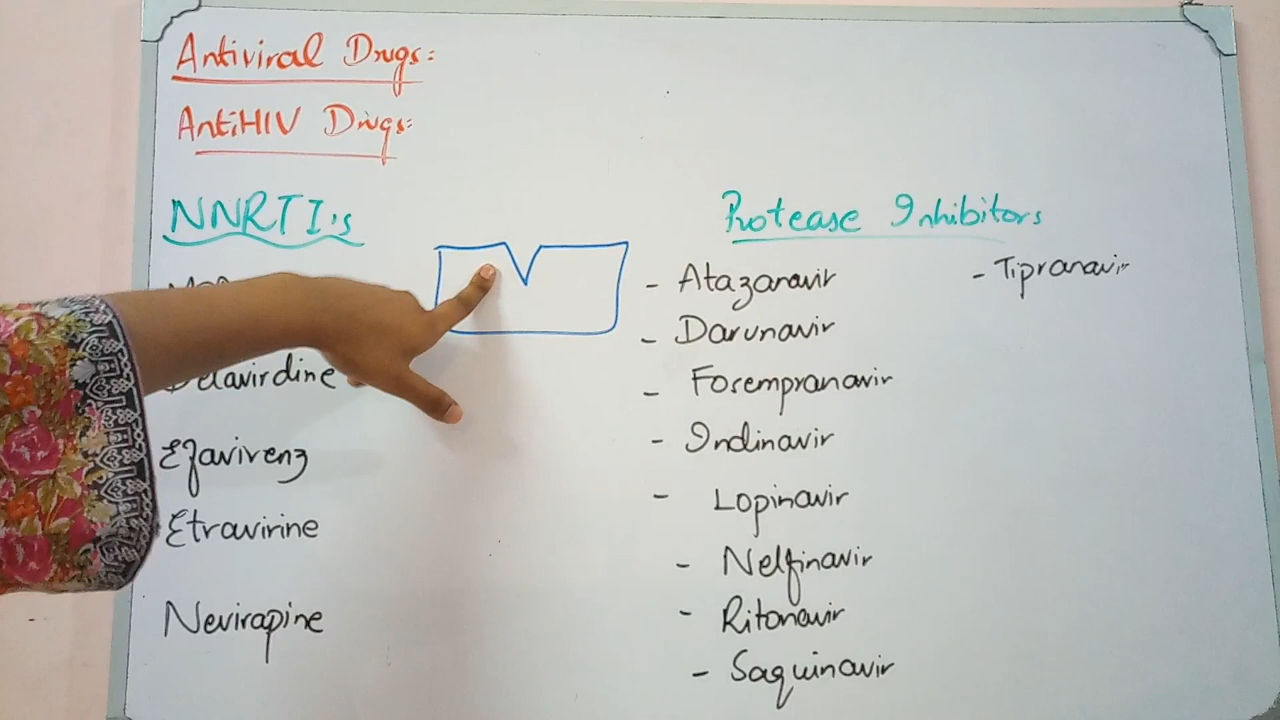 Antiviral Drugs:
AntiHIV Drugs:
NNRTI's
Delavirdine
Efavirenz
Etravirine
Nevirapine
Protease Inhibitors
- Atazanavir
- Darunavir
- Fosempranavir
- Indinavir
- Lopinavir
- Nelfinavir
- Ritonavir
- Saquinavir
- Tipranavir